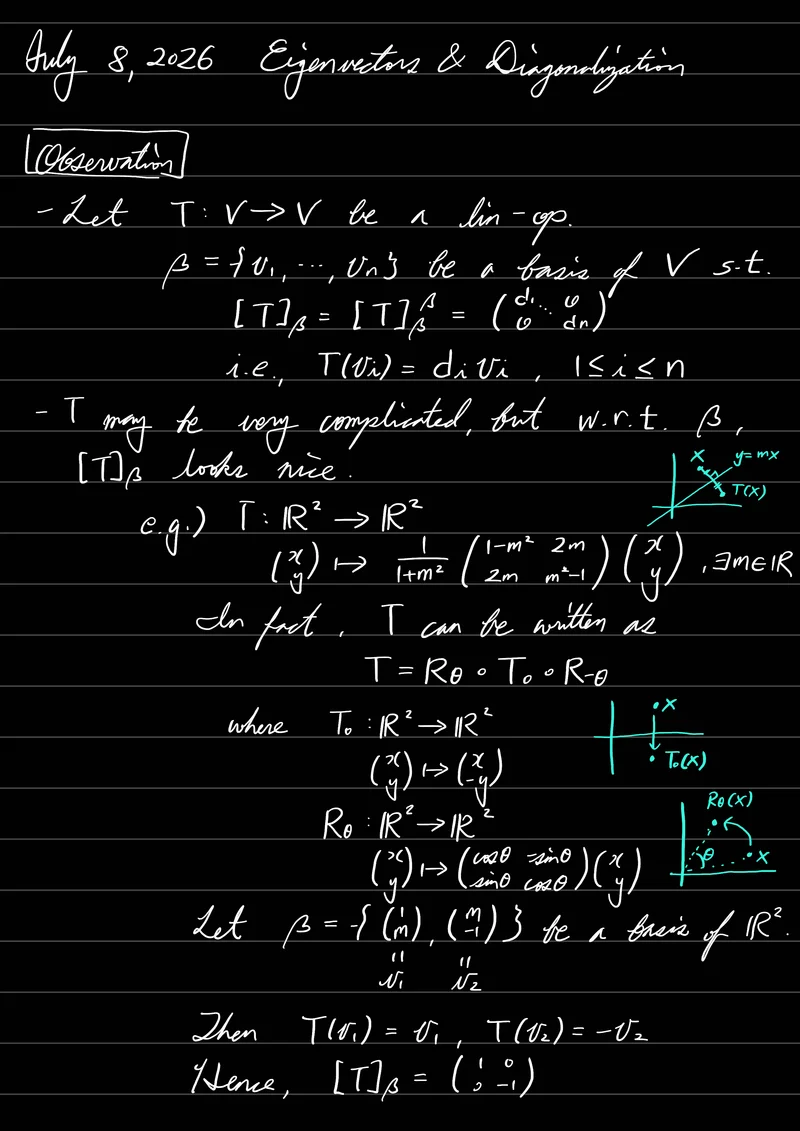 July 8, 2026 Eigenvectors & Diagonalization
Observation
- Let T : V → V be a lin-op.
β = {v₁, ..., vₙ} be a basis of V s.t.
[T]_β = [T]_β^β = (d₁ ... 0 / 0 dₙ)
i.e., T(vᵢ) = dᵢvᵢ , 1 ≤ i ≤ n
- T may be very complicated, but w.r.t. β,
[T]_β looks nice.
x y=mx
T(x)
e.g.) T : ℝ² → ℝ²
(x / y) ↦ 1/(1+m²) (1-m² 2m / 2m m²-1) (x / y) , ∃m∈ℝ
In fact, T can be written as
T = R_θ ∘ T₀ ∘ R_-θ
where T₀ : ℝ² → ℝ²
x
(x / y) ↦ (x / -y)
T₀(x)
R_θ : ℝ² → ℝ²
R_θ(x)
(x / y) ↦ (cosθ -sinθ / sinθ cosθ) (x / y)
θ x
Let β = {(1 / m), (m / -1)} be a basis of ℝ².
= =
v₁ v₂
Then T(v₁) = v₁ , T(v₂) = -v₂
Hence, [T]_β = (1 0 / 0 -1)